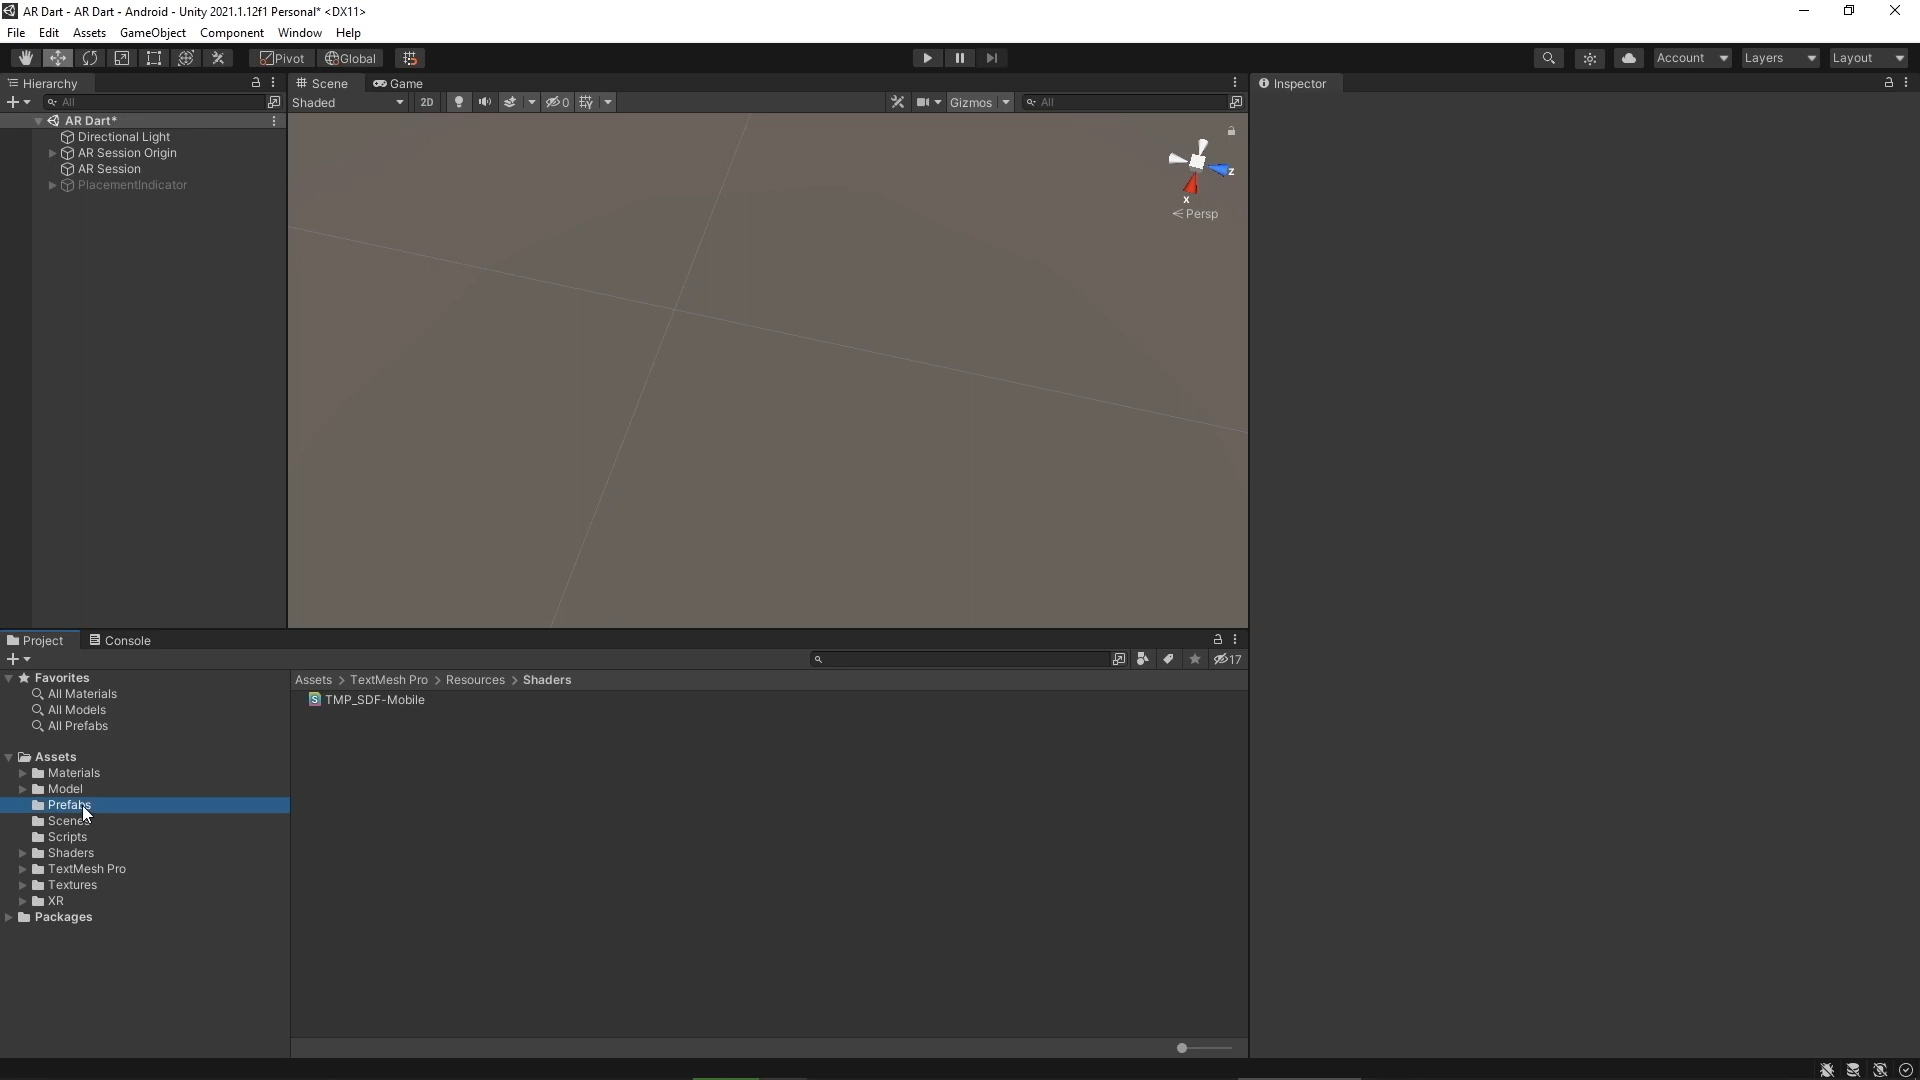 AR Dart - AR Dart - Android - Unity 2021.1.12f1 Personal* <DX11>
File Edit Assets GameObject Component Window Help
Pivot Global Account Layers Layout
Hierarchy Scene Game Inspector
All Shaded 2D 0 Gizmos All
AR Dart*
Directional Light
AR Session Origin
AR Session
PlacementIndicator
z
x
Persp
Project Console
17
Favorites
Assets > TextMesh Pro > Resources > Shaders
All Materials
TMP_SDF-Mobile
All Models
All Prefabs
Assets
Materials
Model
Prefabs
Scenes
Scripts
Shaders
TextMesh Pro
Textures
XR
Packages